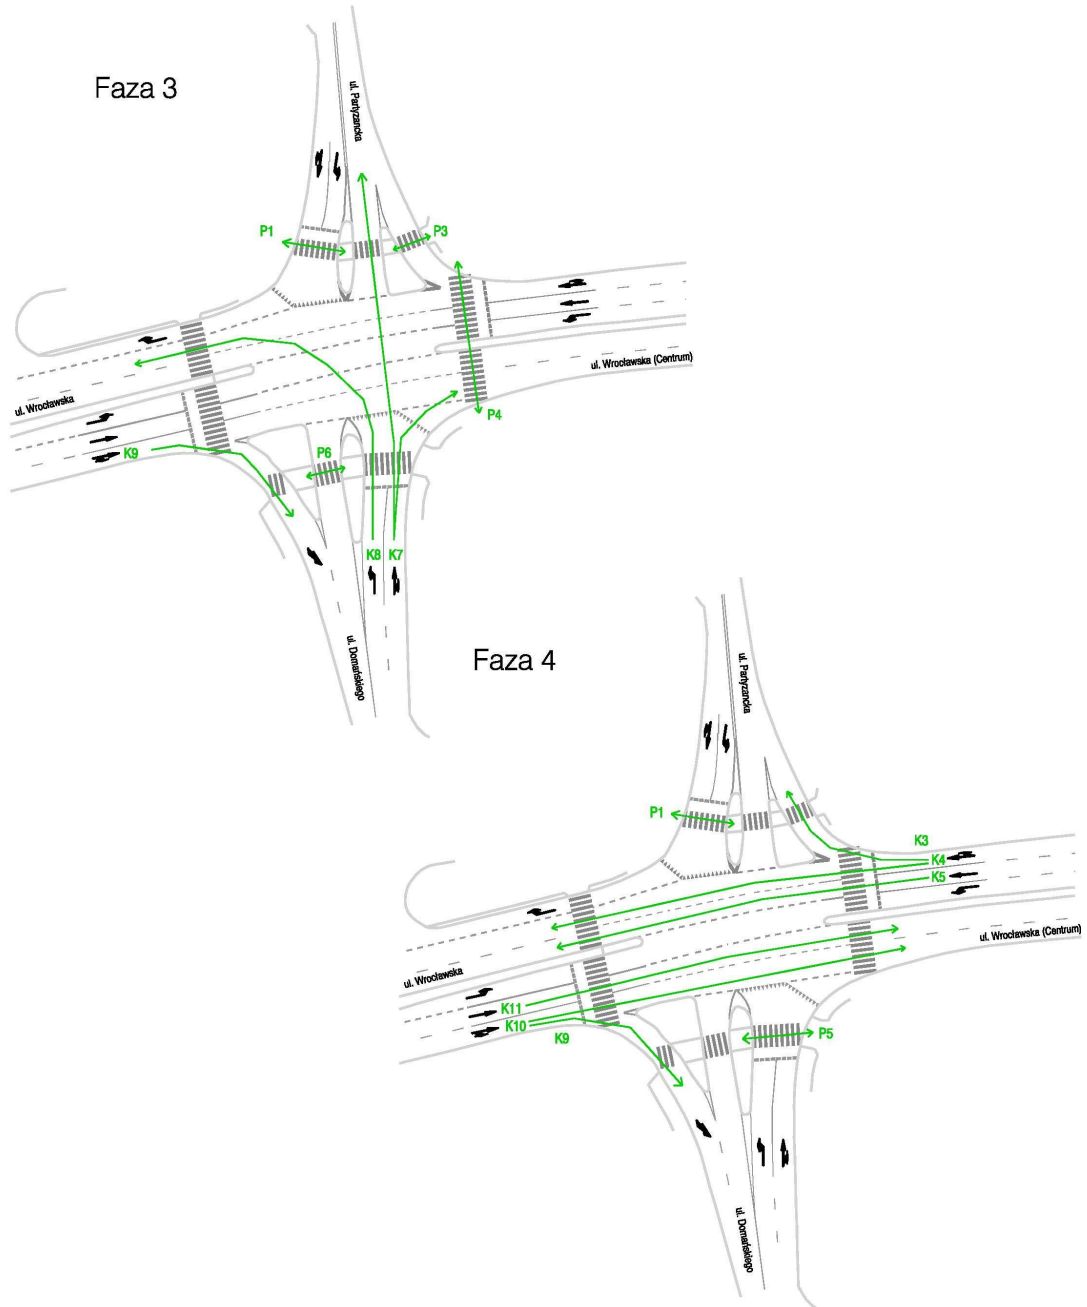 Faza 3
ul. Partyzancka
P1
P3
ul. Wrocławska (Centrum)
ul. Wrocławska
P4
K9
P6
K8
K7
ul. Domańskiego
Faza 4
ul. Partyzancka
P1
K3
K4
K5
ul. Wrocławska (Centrum)
ul. Wrocławska
K11
K10
K9
P5
ul. Domańskiego